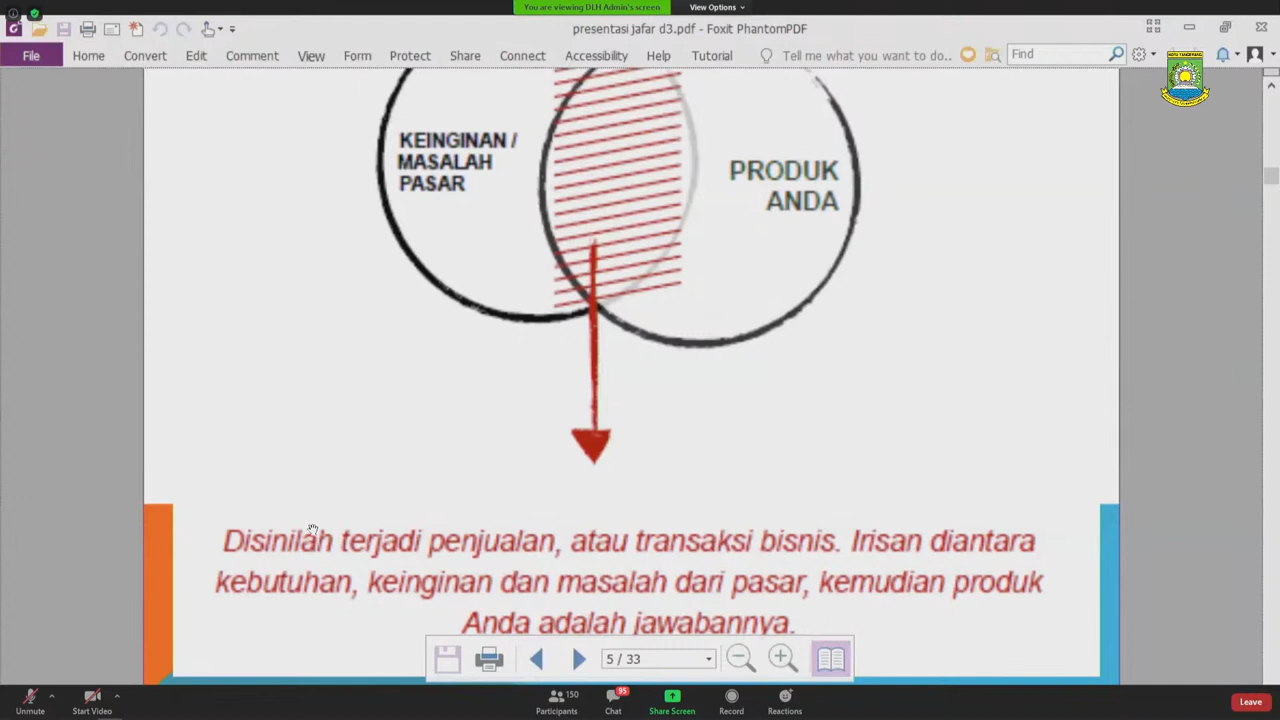 You are viewing DLH Admin's screen
View Options
presentasi jafar d3.pdf - Foxit PhantomPDF
File Home Convert Edit Comment View Form Protect Share Connect Accessibility Help Tutorial Tell me what you want to do.. Find
KOTA TANGERANG
KEINGINAN /
MASALAH
PASAR
PRODUK
ANDA
Disinilah terjadi penjualan, atau transaksi bisnis. Irisan diantara
kebutuhan, keinginan dan masalah dari pasar, kemudian produk
Anda adalah jawabannya.
5 / 33
150
95
Unmute Start Video Participants Chat Share Screen Record Reactions Leave